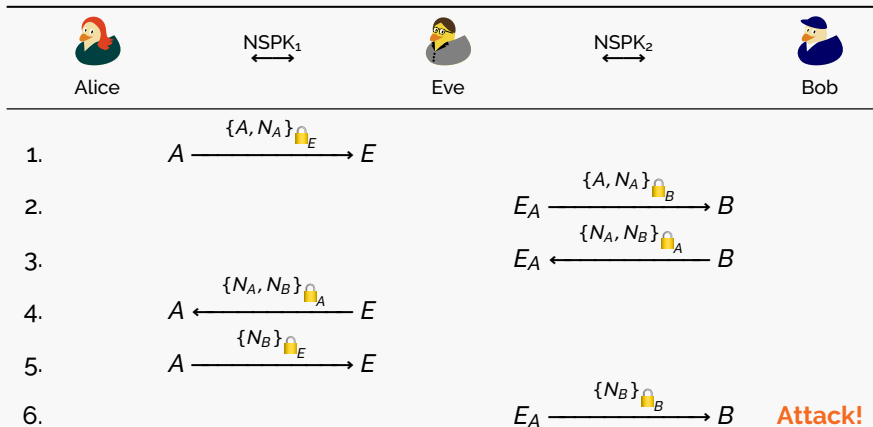 NSPK₁ NSPK₂
⟷ ⟷
Alice Eve Bob
{A, N_A}🔒_E
1. A ⟶ E
{A, N_A}🔒_B
2. E_A ⟶ B
{N_A, N_B}🔒_A
3. E_A ⟵ B
{N_A, N_B}🔒_A
4. A ⟵ E
{N_B}🔒_E
5. A ⟶ E
{N_B}🔒_B
6. E_A ⟶ B Attack!